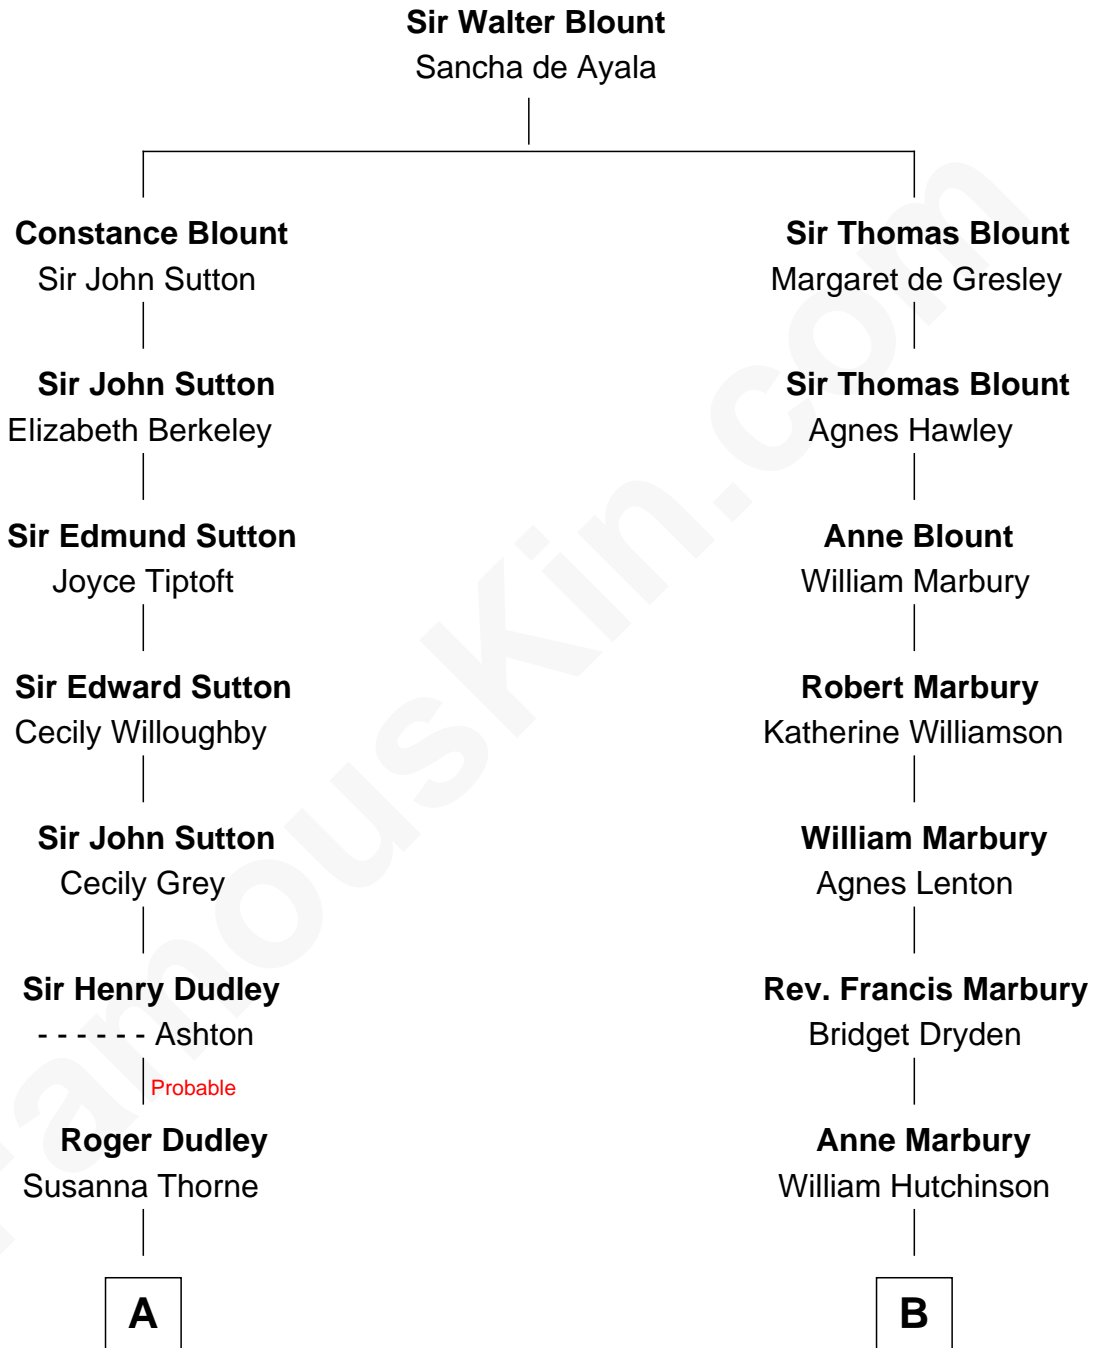 Sir Walter Blount
Sancha de Ayala
Constance Blount
Sir John Sutton
Sir Thomas Blount
Margaret de Gresley
Sir John Sutton
Elizabeth Berkeley
Sir Thomas Blount
Agnes Hawley
Sir Edmund Sutton
Joyce Tiptoft
Anne Blount
William Marbury
Sir Edward Sutton
Cecily Willoughby
Robert Marbury
Katherine Williamson
Sir John Sutton
Cecily Grey
William Marbury
Agnes Lenton
Sir Henry Dudley
- - - - - - Ashton
Probable
Rev. Francis Marbury
Bridget Dryden
Roger Dudley
Susanna Thorne
Anne Marbury
William Hutchinson
A
B
FamousKin.com